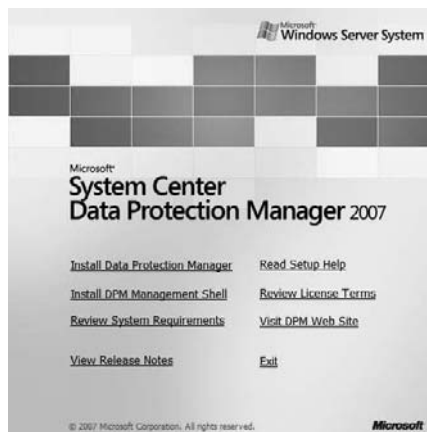 Microsoft
Windows Server System
Microsoft
System Center
Data Protection Manager 2007
Install Data Protection Manager
Read Setup Help
Install DPM Management Shell
Review License Terms
Review System Requirements
Visit DPM Web Site
View Release Notes
Exit
© 2007 Microsoft Corporation. All rights reserved.
Microsoft